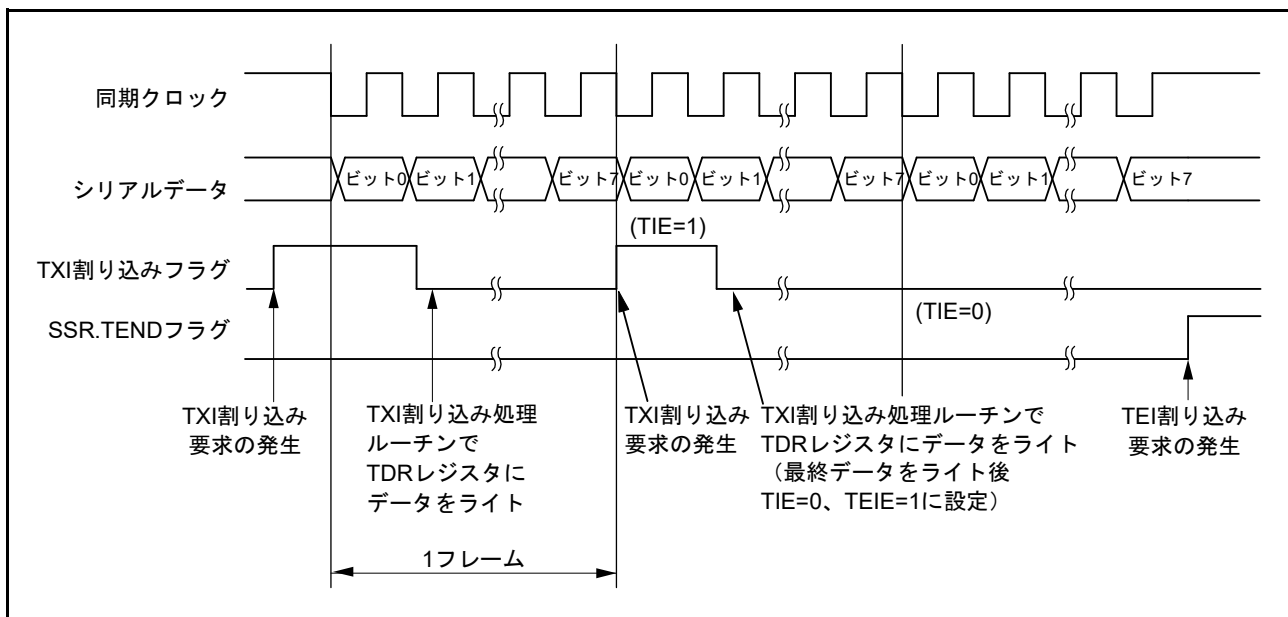 同期クロック
シリアルデータ
ビット0 ビット1 ビット7 ビット0 ビット1 ビット7 ビット0 ビット1 ビット7
(TIE=1)
TXI割り込みフラグ
(TIE=0)
SSR.TENDフラグ
TXI割り込み
要求の発生
TXI割り込み処理
ルーチンで
TDRレジスタに
データをライト
TXI割り込み
要求の発生
TXI割り込み処理ルーチンで
TDRレジスタにデータをライト
（最終データをライト後
TIE=0、TEIE=1に設定）
TEI割り込み
要求の発生
1フレーム